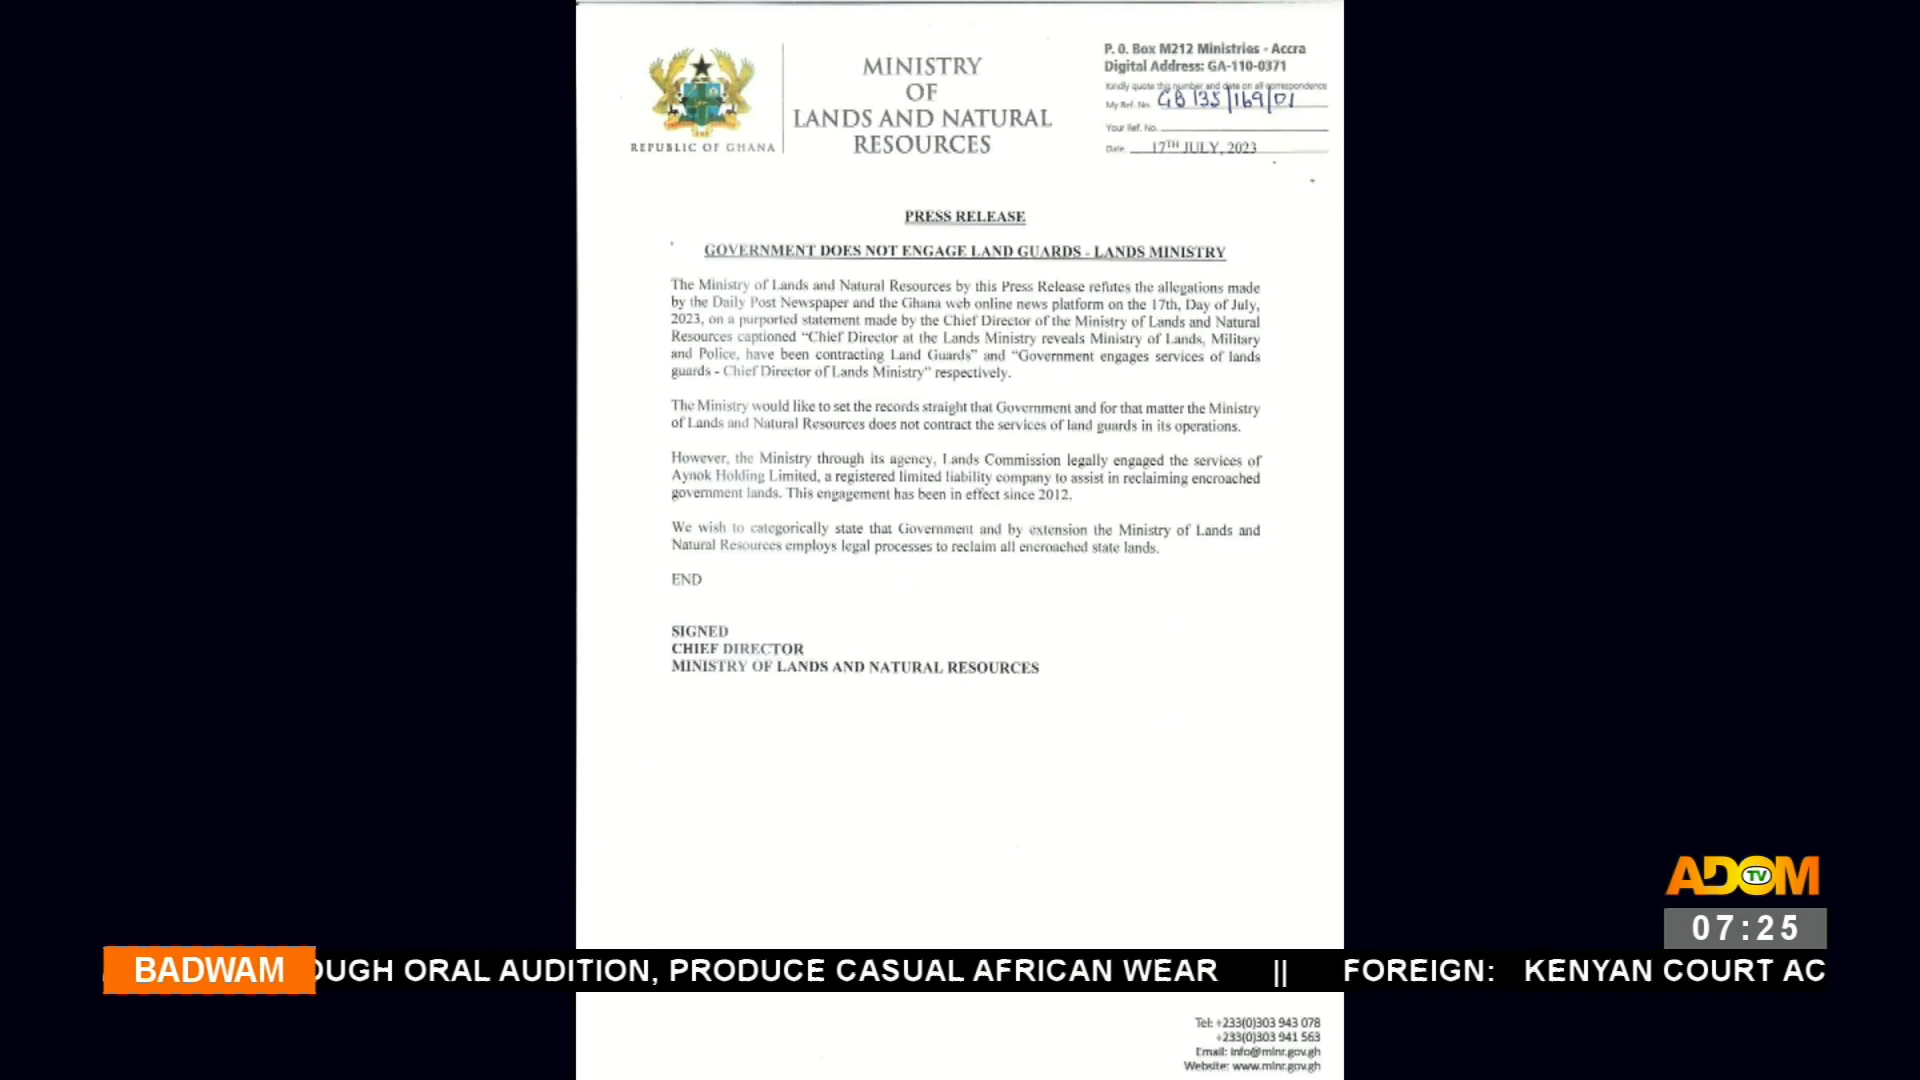 REPUBLIC OF GHANA
MINISTRY
OF
LANDS AND NATURAL
RESOURCES
P. O. Box M212 Ministries - Accra
Digital Address: GA-110-0371
Kindly quote this number and date on all correspondence
My Ref. No. GB 135/169/01
Your Ref. No.
Date. 17TH JULY, 2023
PRESS RELEASE
GOVERNMENT DOES NOT ENGAGE LAND GUARDS - LANDS MINISTRY
The Ministry of Lands and Natural Resources by this Press Release refutes the allegations made
by the Daily Post Newspaper and the Ghana web online news platform on the 17th, Day of July,
2023, on a purported statement made by the Chief Director of the Ministry of Lands and Natural
Resources captioned “Chief Director at the Lands Ministry reveals Ministry of Lands, Military
and Police, have been contracting Land Guards” and “Government engages services of lands
guards - Chief Director of Lands Ministry” respectively.
The Ministry would like to set the records straight that Government and for that matter the Ministry
of Lands and Natural Resources does not contract the services of land guards in its operations.
However, the Ministry through its agency, Lands Commission legally engaged the services of
Aynok Holding Limited, a registered limited liability company to assist in reclaiming encroached
government lands. This engagement has been in effect since 2012.
We wish to categorically state that Government and by extension the Ministry of Lands and
Natural Resources employs legal processes to reclaim all encroached state lands.
END
SIGNED
CHIEF DIRECTOR
MINISTRY OF LANDS AND NATURAL RESOURCES
ADOM TV
07:25
BADWAM
OUGH ORAL AUDITION, PRODUCE CASUAL AFRICAN WEAR || FOREIGN: KENYAN COURT AC
Tel: +233(0)303 943 078
+233(0)303 941 563
Email: info@mlnr.gov.gh
Website: www.mlnr.gov.gh